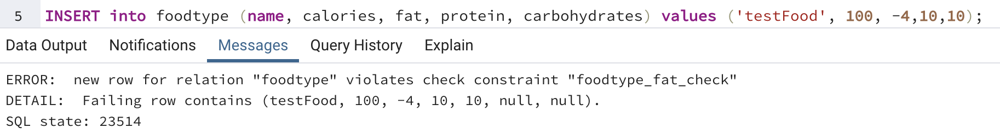 5 INSERT into foodtype (name, calories, fat, protein, carbohydrates) values ('testFood', 100, -4,10,10);
Data Output Notifications Messages Query History Explain
ERROR:  new row for relation "foodtype" violates check constraint "foodtype_fat_check"
DETAIL:  Failing row contains (testFood, 100, -4, 10, 10, null, null).
SQL state: 23514